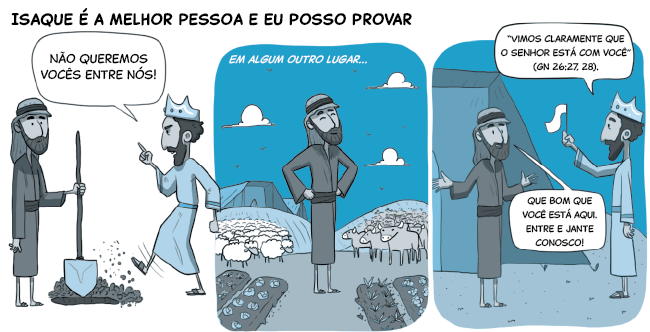 ISAQUE É A MELHOR PESSOA E EU POSSO PROVAR
NÃO QUEREMOS
VOCÊS ENTRE NÓS!
EM ALGUM OUTRO LUGAR...
"VIMOS CLARAMENTE QUE
O SENHOR ESTÁ COM VOCÊ"
(GN 26:27, 28).
QUE BOM QUE
VOCÊ ESTÁ AQUI.
ENTRE E JANTE
CONOSCO!